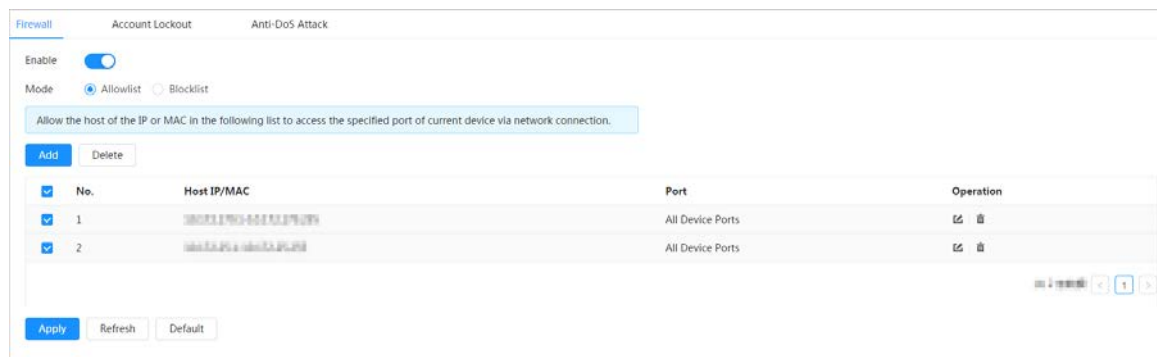 Firewall Account Lockout Anti-DoS Attack
Enable
Mode Allowlist Blocklist
Allow the host of the IP or MAC in the following list to access the specified port of current device via network connection.
Add Delete
No. Host IP/MAC Port Operation
1 All Device Ports
2 All Device Ports
1
Apply Refresh Default